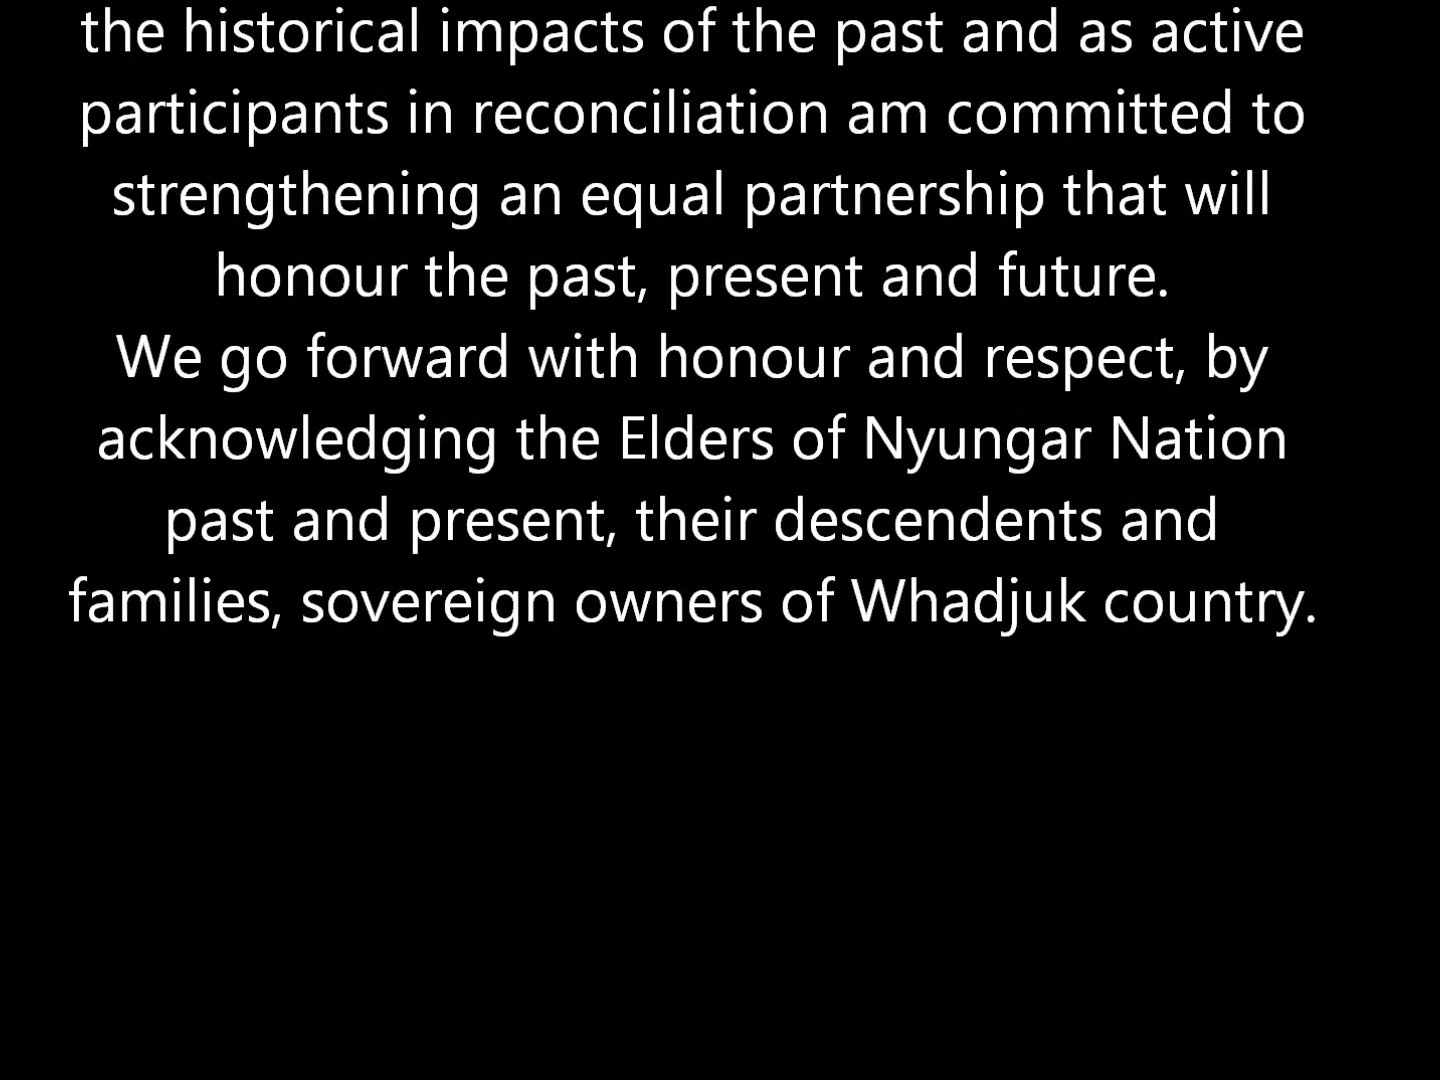 the historical impacts of the past and as active
participants in reconciliation am committed to
strengthening an equal partnership that will
honour the past, present and future.
We go forward with honour and respect, by
acknowledging the Elders of Nyungar Nation
past and present, their descendents and
families, sovereign owners of Whadjuk country.